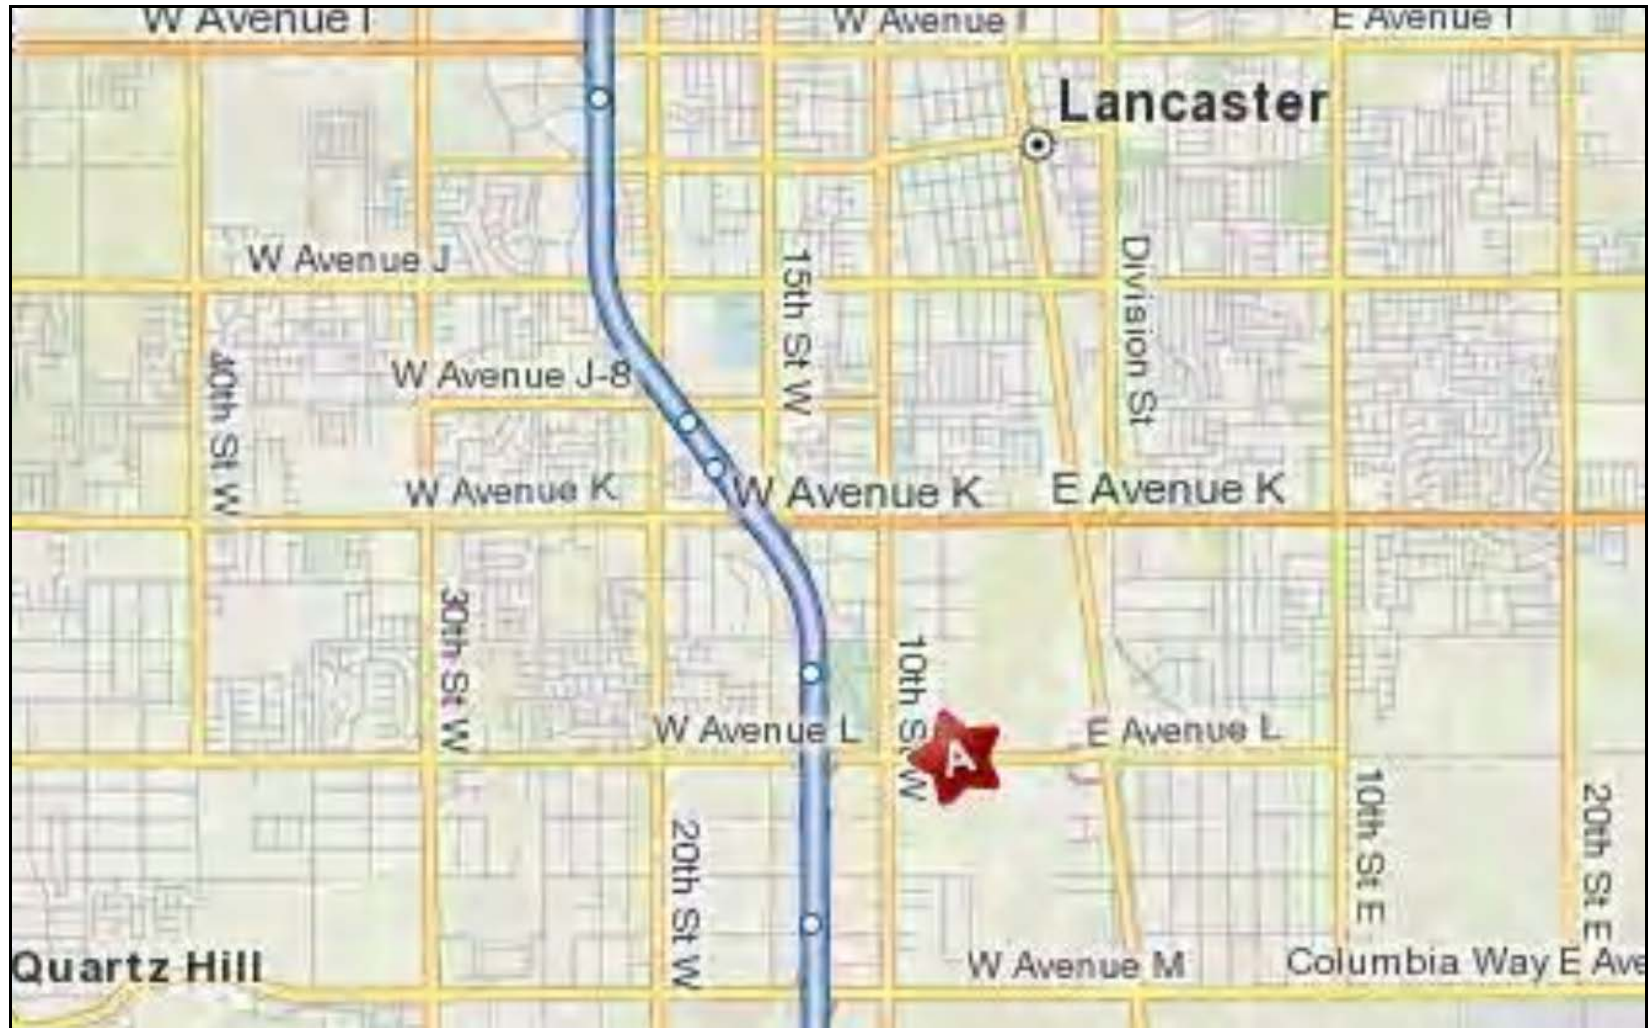 W Avenue I
W Avenue I
E Avenue I
Lancaster
W Avenue J
15th St W
Division St
40th St W
W Avenue J-8
W Avenue K
W Avenue K
E Avenue K
30th St W
10th St W
W Avenue L
A
E Avenue L
20th St W
10th St E
20th St E
Quartz Hill
W Avenue M
Columbia Way
E Ave